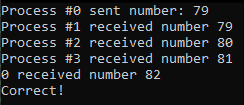 Process #0 sent number: 79
Process #1 received number 79
Process #2 received number 80
Process #3 received number 81
0 received number 82
Correct!